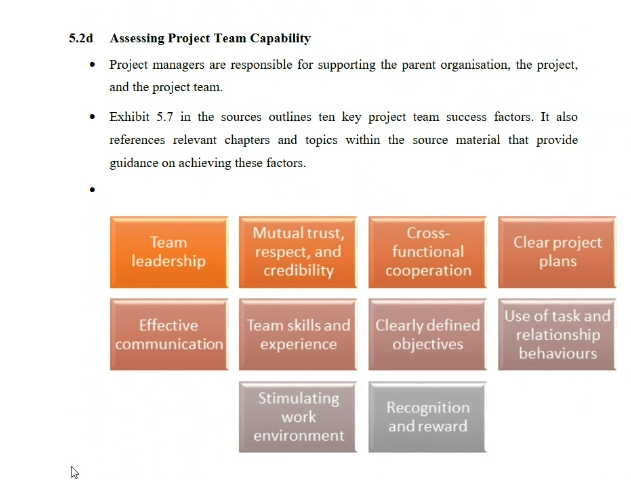 5.2d Assessing Project Team Capability
• Project managers are responsible for supporting the parent organisation, the project,
and the project team.
• Exhibit 5.7 in the sources outlines ten key project team success factors. It also
references relevant chapters and topics within the source material that provide
guidance on achieving these factors.
•
Team
leadership
Mutual trust,
respect, and
credibility
Cross-
functional
cooperation
Clear project
plans
Effective
communication
Team skills and
experience
Clearly defined
objectives
Use of task and
relationship
behaviours
Stimulating
work
environment
Recognition
and reward